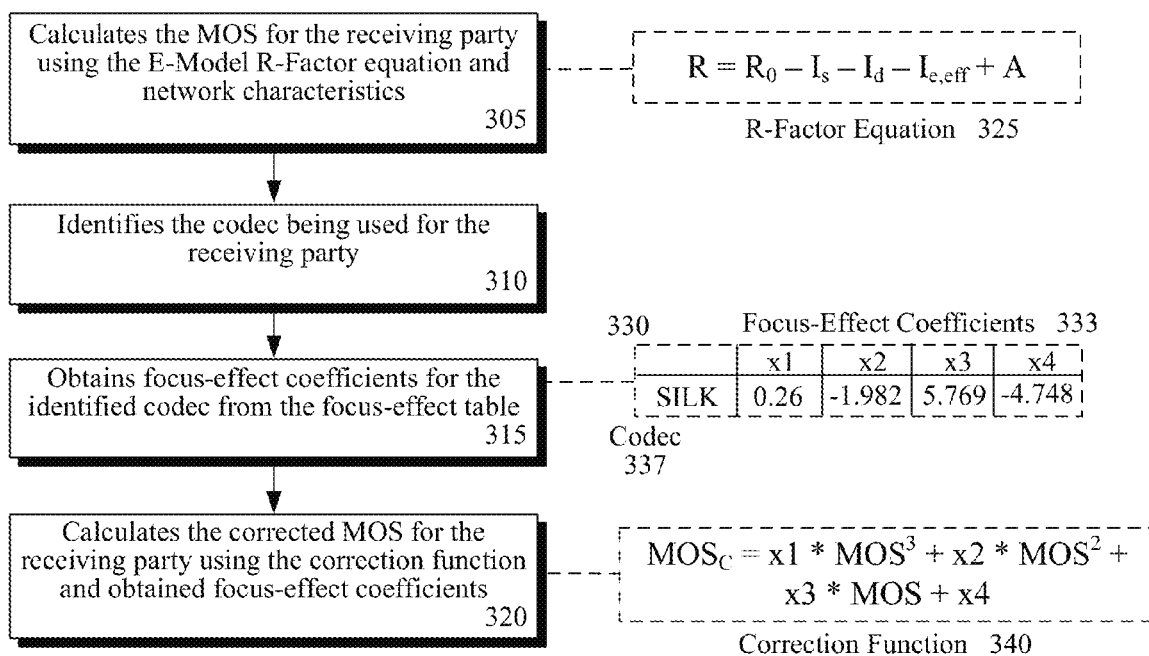 Calculates the MOS for the receiving party
using the E-Model R-Factor equation and
network characteristics
305
R = R₀ – Iₛ – I_d – I_e,eff + A
R-Factor Equation 325
Identifies the codec being used for the
receiving party
310
330 Focus-Effect Coefficients 333
x1 x2 x3 x4
SILK 0.26 -1.982 5.769 -4.748
Codec
337
Obtains focus-effect coefficients for the
identified codec from the focus-effect table
315
Calculates the corrected MOS for the
receiving party using the correction function
and obtained focus-effect coefficients
320
MOS_C = x1 * MOS³ + x2 * MOS² +
x3 * MOS + x4
Correction Function 340